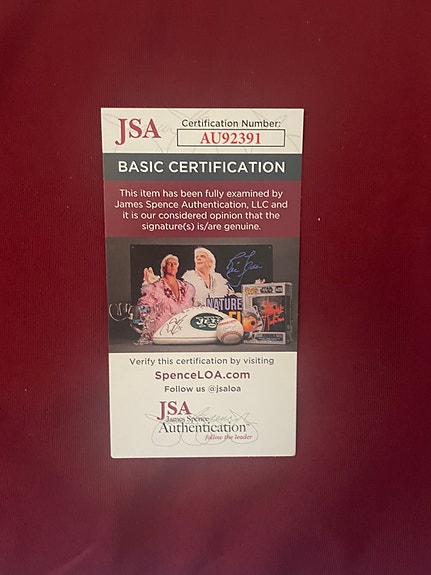 JSA
Certification Number:
AU92391
BASIC CERTIFICATION
This item has been fully examined by
James Spence Authentication, LLC and
it is our considered opinion that the
signature(s) is/are genuine.
NATURE
JETS
Verify this certification by visiting
SpenceLOA.com
Follow us @jsaloa
JSA
James Spence
Authentication
follow the leader